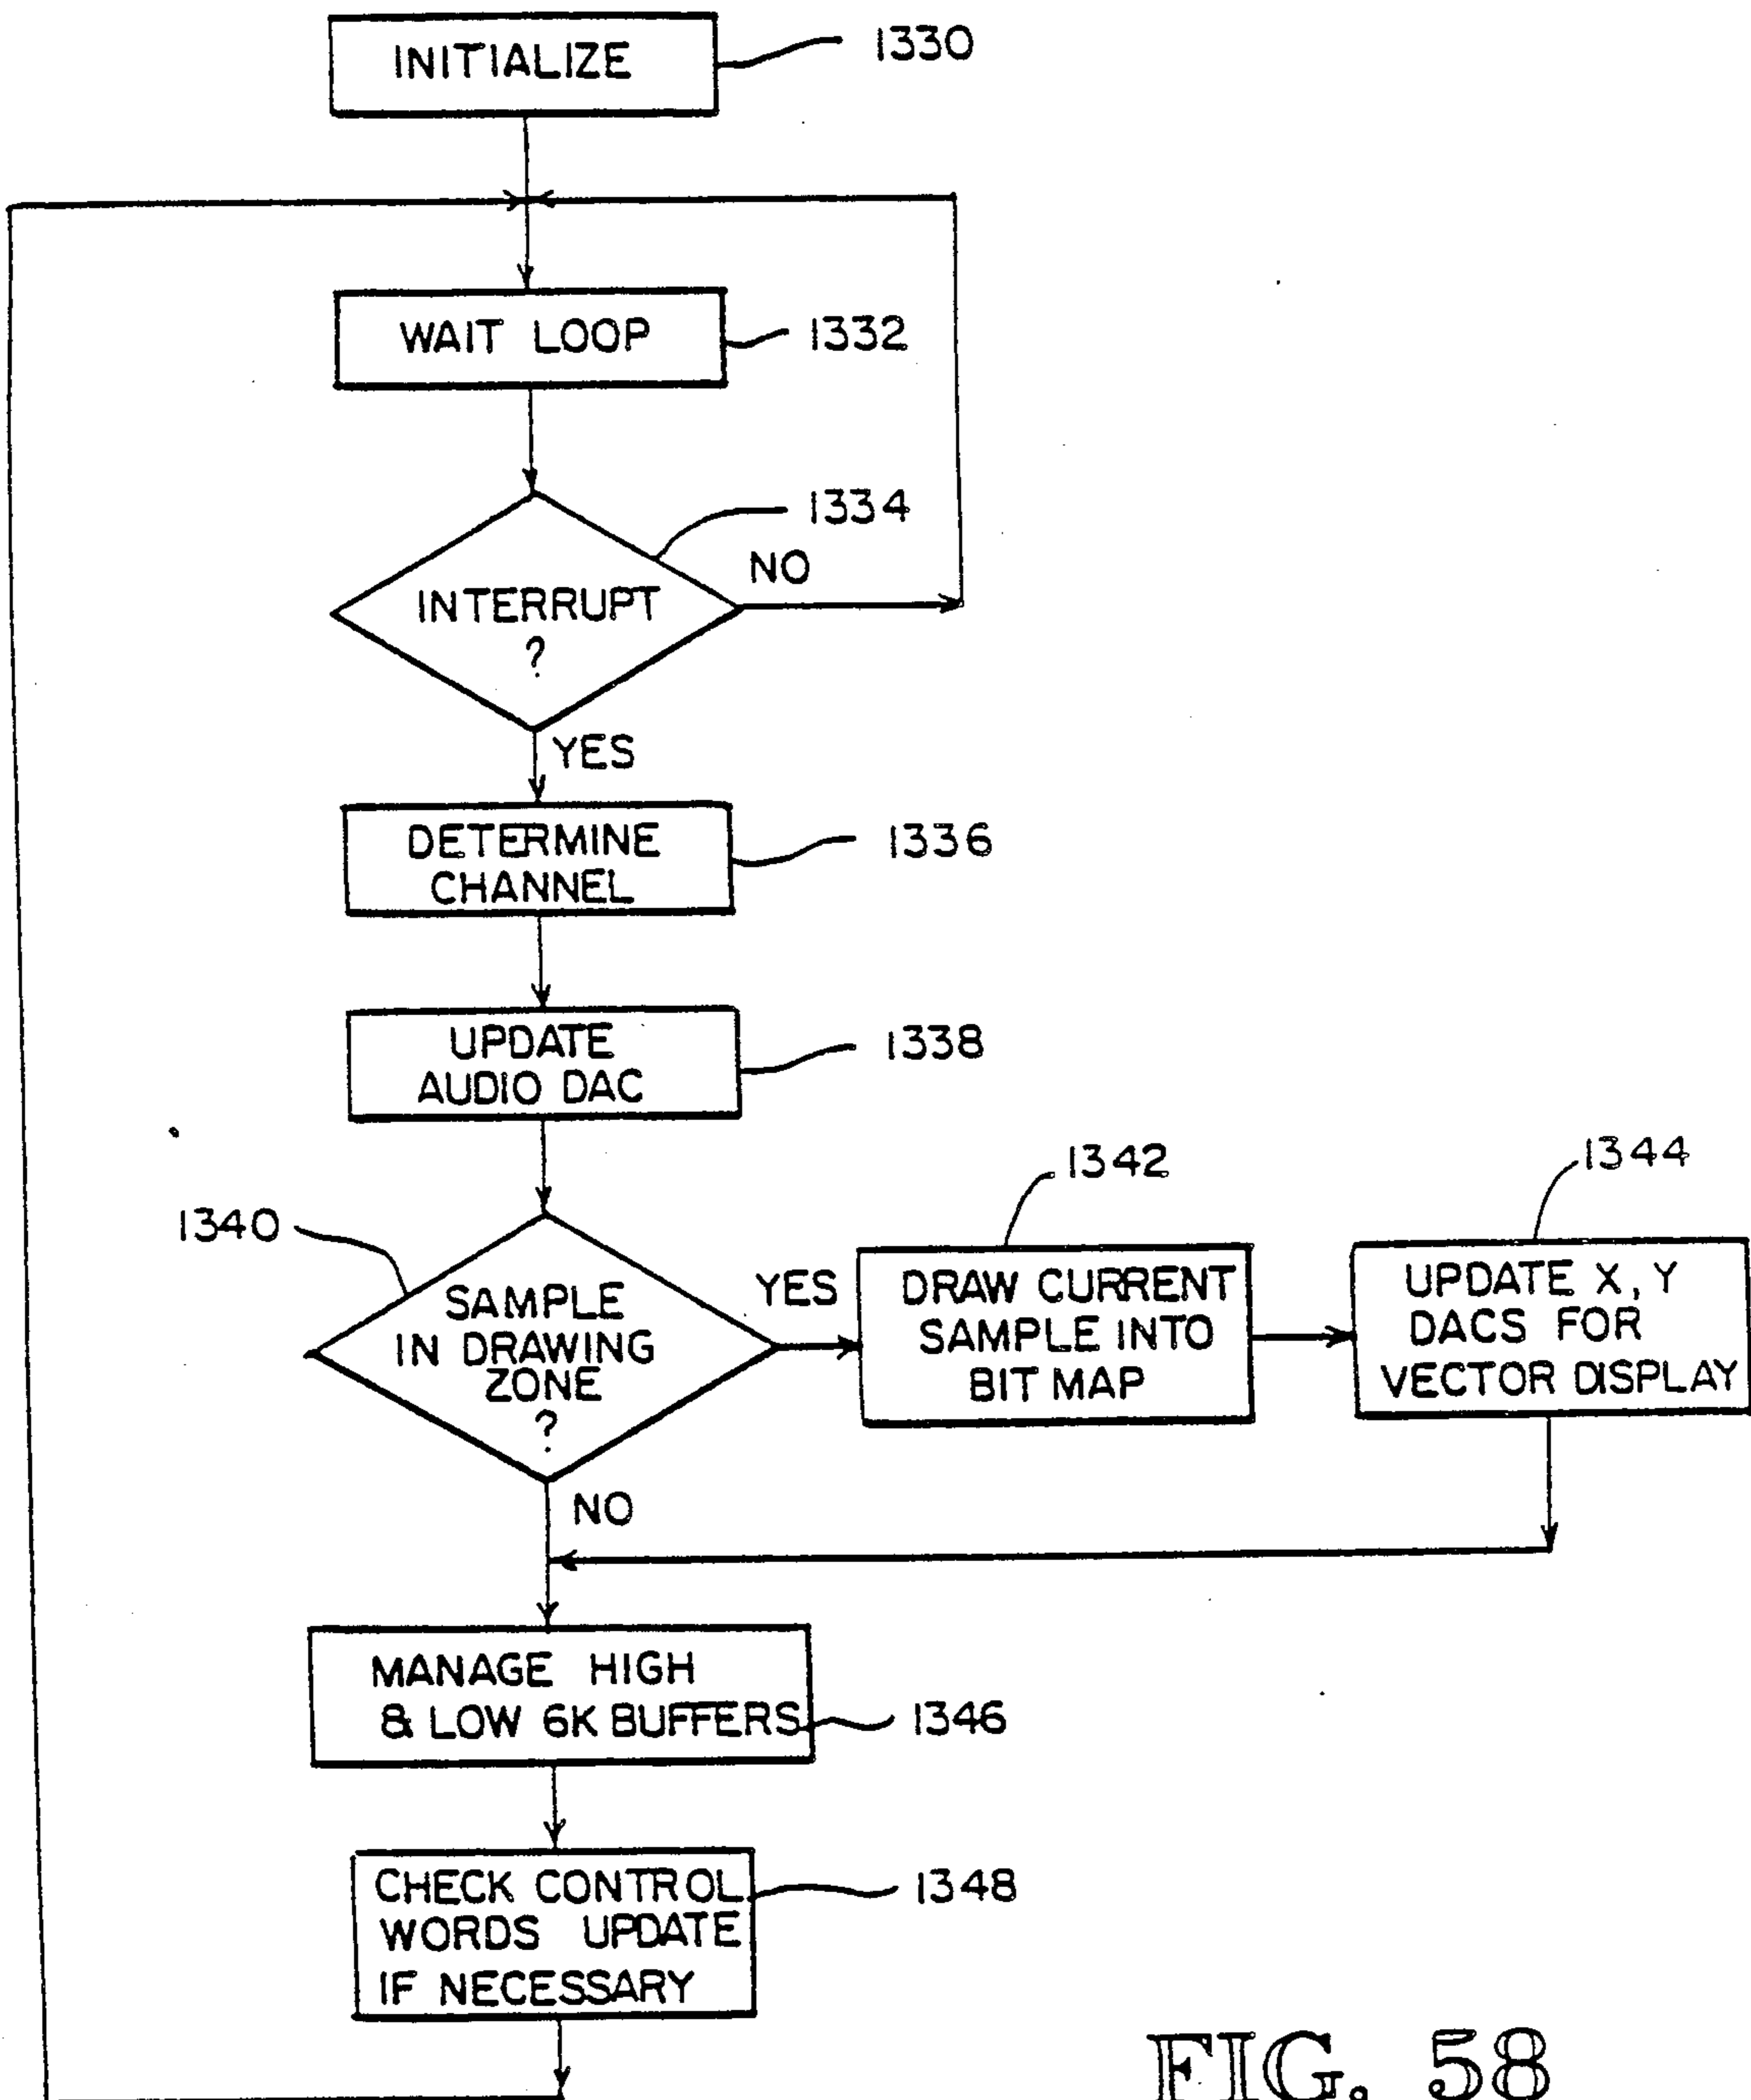 INITIALIZE
1330
WAIT LOOP
1332
1334
NO
INTERRUPT
?
YES
DETERMINE
CHANNEL
1336
UPDATE
AUDIO DAC
1338
1340
SAMPLE
IN DRAWING
ZONE
?
YES
1342
DRAW CURRENT
SAMPLE INTO
BIT MAP
1344
UPDATE X, Y
DACS FOR
VECTOR DISPLAY
NO
MANAGE HIGH
& LOW 6K BUFFERS
1346
CHECK CONTROL
WORDS UPDATE
IF NECESSARY
1348
FIG. 58